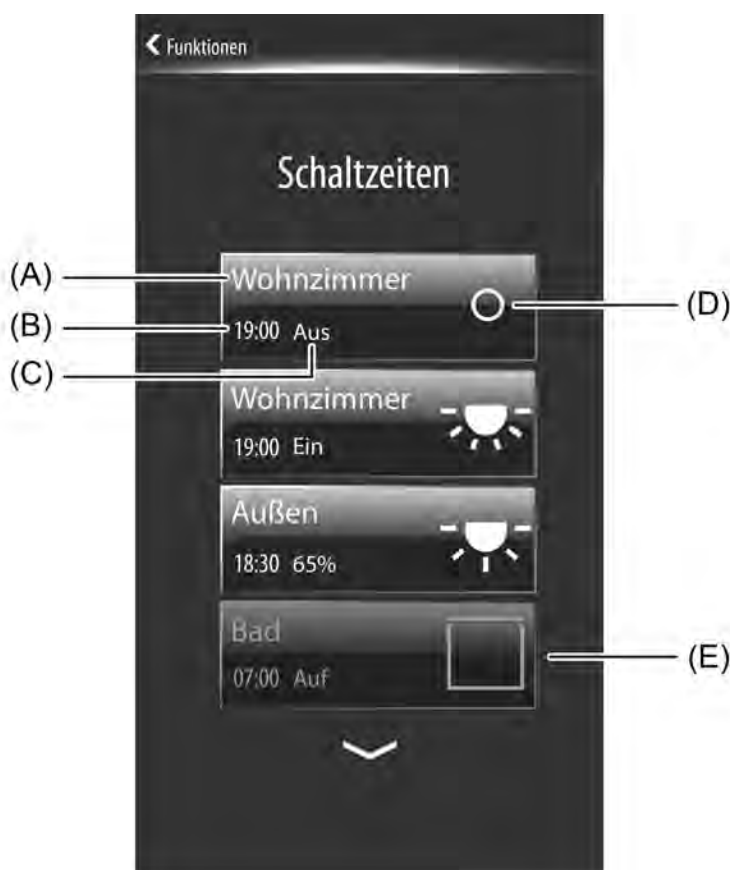 Funktionen
Schaltzeiten
(A)
Wohnzimmer
(D)
(B)
19:00 Aus
(C)
Wohnzimmer
19:00 Ein
Außen
18:30 65%
Bad
(E)
07:00 Auf